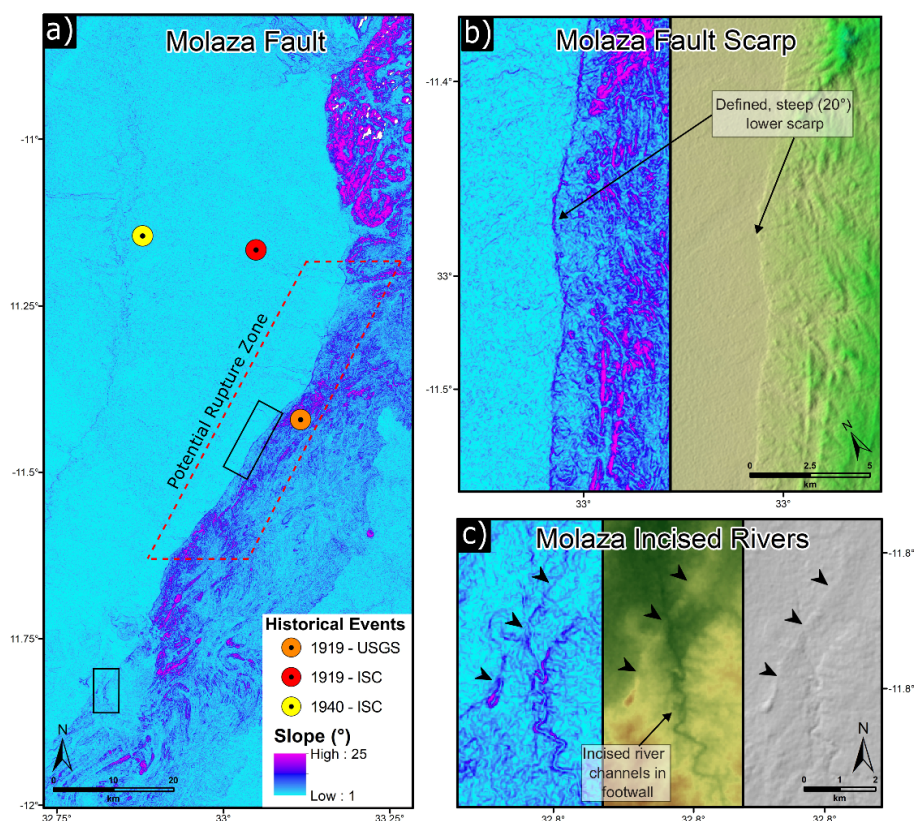 a)
Molaza Fault
-11°
11.25°
11.5°
11.75°
-12°
32.75°
33°
33.25°
Potential Rupture Zone
Historical Events
1919 - USGS
1919 - ISC
1940 - ISC
Slope (°)
High : 25
Low : 1
N
0 10 20
km
b)
Molaza Fault Scarp
-11.4°
33°
-11.5°
Defined, steep (20°)
lower scarp
N
0 2.5 5
km
33°
33°
c)
Molaza Incised Rivers
-11.8°
-11.8°
Incised river
channels in
footwall
N
0 1 2
km
32.8°
32.8°
32.8°